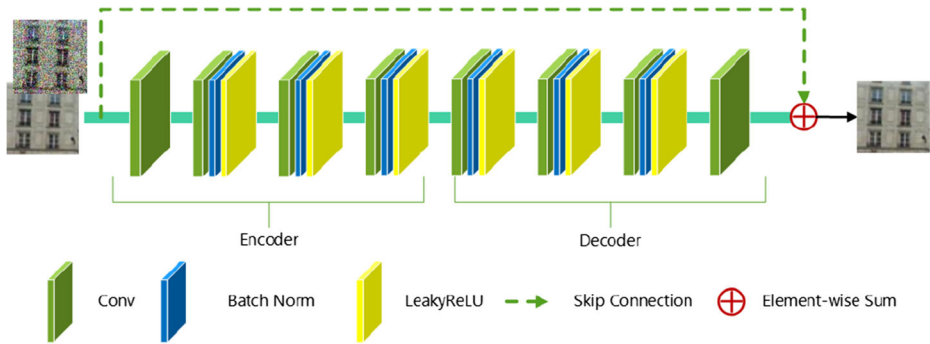 Encoder
Decoder
Conv
Batch Norm
LeakyReLU
Skip Connection
Element-wise Sum